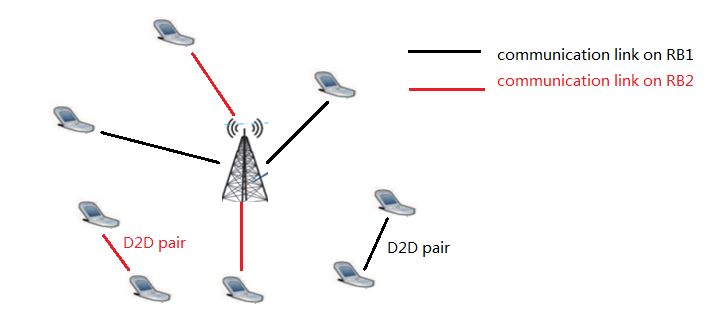 communication link on RB1
communication link on RB2
D2D pair
D2D pair